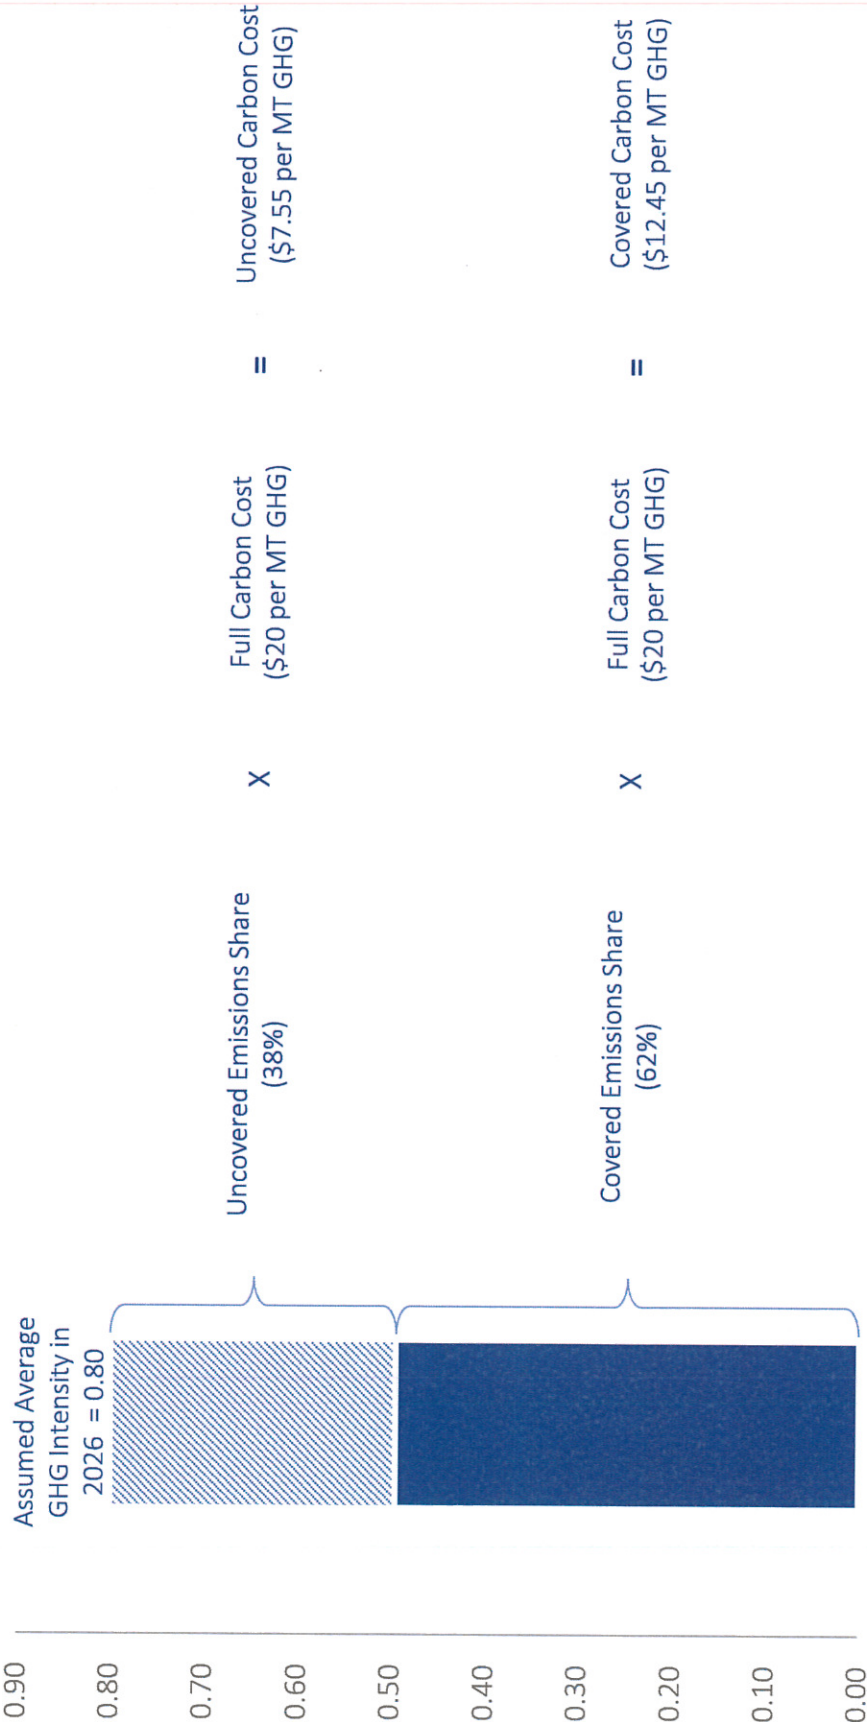 Assumed Average
GHG Intensity in
2026 = 0.80
0.90
0.80
0.70
0.60
0.50
0.40
0.30
0.20
0.10
0.00
Uncovered Emissions Share
(38%)
X
Full Carbon Cost
($20 per MT GHG)
=
Uncovered Carbon Cost
($7.55 per MT GHG)
Covered Emissions Share
(62%)
X
Full Carbon Cost
($20 per MT GHG)
=
Covered Carbon Cost
($12.45 per MT GHG)